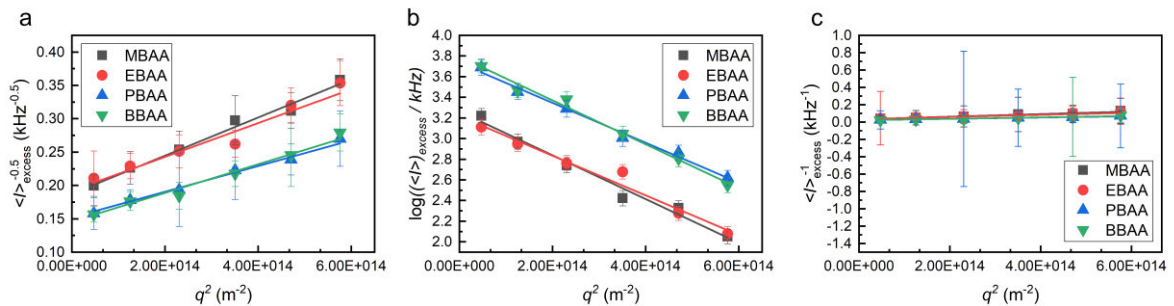 a
0.40
0.35
0.30
0.25
0.20
0.15
0.10
<I>excess^-0.5 (kHz^-0.5)
MBAA
EBAA
PBAA
BBAA
0.00E+000 2.00E+014 4.00E+014 6.00E+014
q² (m⁻²)
b
4.2
4.0
3.8
3.6
3.4
3.2
3.0
2.8
2.6
2.4
2.2
2.0
log((<I>)excess / kHz)
MBAA
EBAA
PBAA
BBAA
0.00E+000 2.00E+014 4.00E+014 6.00E+014
q² (m⁻²)
c
1.0
0.8
0.6
0.4
0.2
0.0
-0.2
-0.4
-0.6
-0.8
-1.0
-1.2
-1.4
<I>excess^-1 (kHz^-1)
MBAA
EBAA
PBAA
BBAA
0.00E+000 2.00E+014 4.00E+014 6.00E+014
q² (m⁻²)